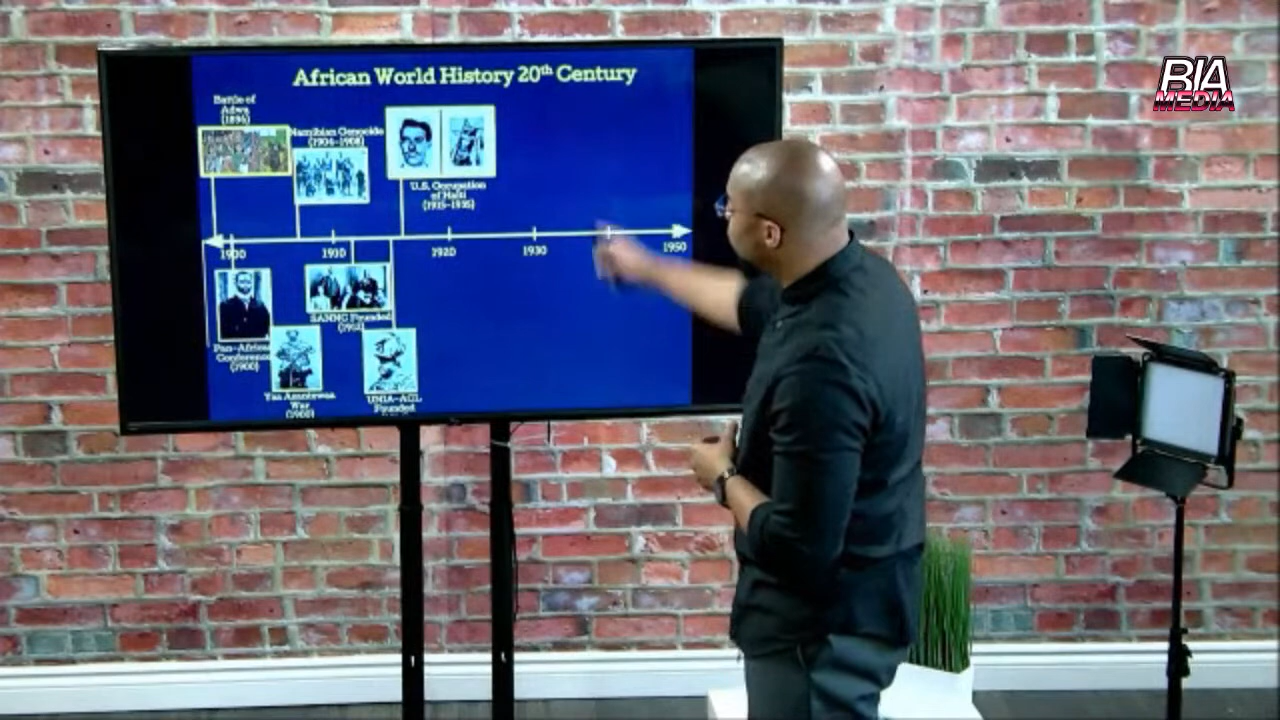 BIA
MEDIA
African World History 20th Century
Battle of
Adwa
(1896)
Namibian Genocide
(1904-1908)
U.S. Occupation
of Haiti
(1915-1935)
1900
1910
1920
1930
1950
Pan-African
Conference
(1900)
SANNC Founded
(1912)
Yaa Asantewaa
War
(1900)
UNIA-ACL
Founded